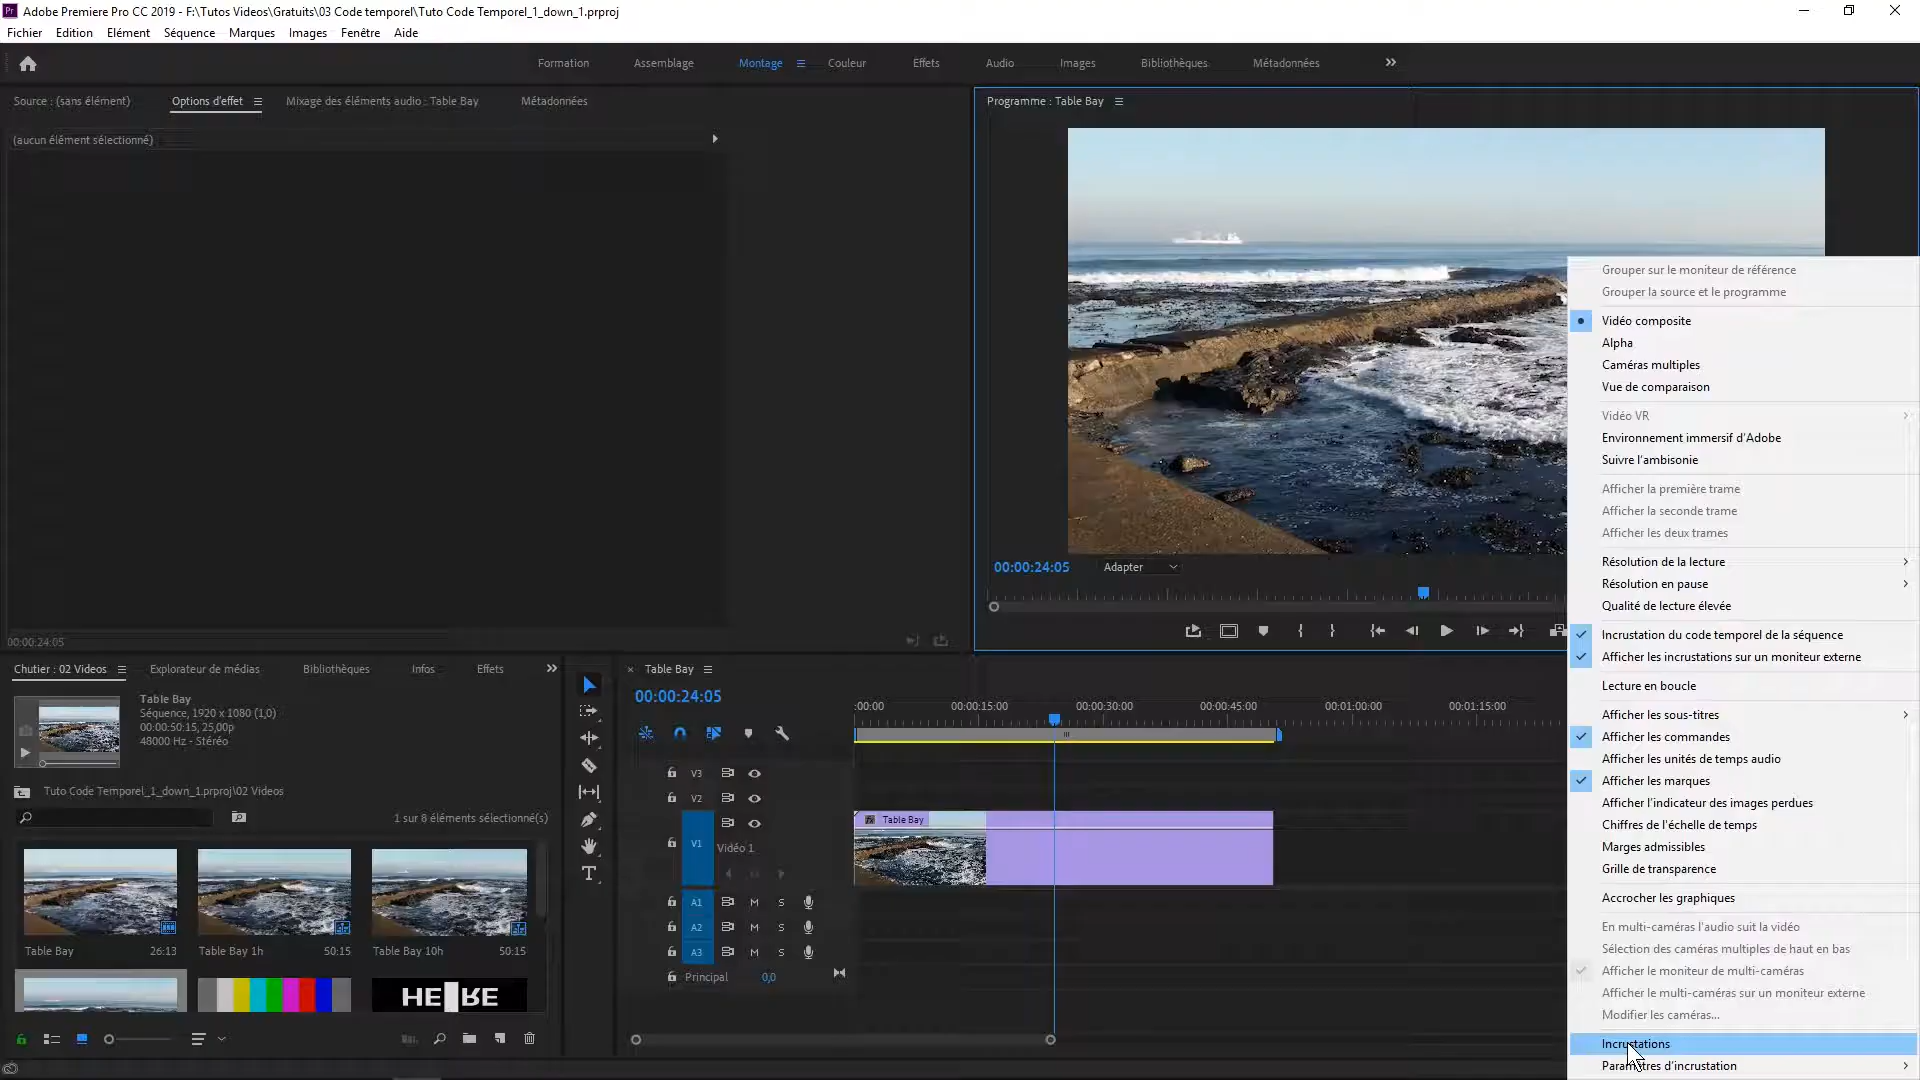 Adobe Premiere Pro CC 2019 - F:\Tutos Videos\Gratuits\03 Code temporel\Tuto Code Temporel_1_down_1.prproj
Fichier Edition Elément Séquence Marques Images Fenêtre Aide
Formation Assemblage Montage Couleur Effets Audio Images Bibliothèques Métadonnées
Source : (sans élément) Options d'effet Mixage des éléments audio : Table Bay Métadonnées
(aucun élément sélectionné)
00:00:24:05
Programme : Table Bay
00:00:24:05 Adapter
Grouper sur le moniteur de référence
Grouper la source et le programme
Vidéo composite
Alpha
Caméras multiples
Vue de comparaison
Vidéo VR
Environnement immersif d'Adobe
Suivre l'ambisonie
Afficher la première trame
Afficher la seconde trame
Afficher les deux trames
Résolution de la lecture
Résolution en pause
Qualité de lecture élevée
Incrustation du code temporel de la séquence
Afficher les incrustations sur un moniteur externe
Lecture en boucle
Afficher les sous-titres
Afficher les commandes
Afficher les unités de temps audio
Afficher les marques
Afficher l'indicateur des images perdues
Chiffres de l'échelle de temps
Marges admissibles
Grille de transparence
Accrocher les graphiques
En multi-caméras l'audio suit la vidéo
Sélection des caméras multiples de haut en bas
Afficher le moniteur de multi-caméras
Afficher le multi-caméras sur un moniteur externe
Modifier les caméras...
Incrustations
Paramètres d'incrustation
Chutier : 02 Videos Explorateur de médias Bibliothèques Infos Effets
Table Bay
Séquence, 1920 x 1080 (1,0)
00:00:50:15, 25,00p
48000 Hz - Stéréo
Tuto Code Temporel_1_down_1.prproj\02 Videos
1 sur 8 éléments sélectionné(s)
Table Bay 26:13
Table Bay 1h 50:15
Table Bay 10h 50:15
Table Bay
00:00:24:05
:00:00 00:00:15:00 00:00:30:00 00:00:45:00 00:01:00:00 00:01:15:00
V3
V2
V1 Vidéo 1
Table Bay
A1 M S
A2 M S
A3 M S
Principal 0,0